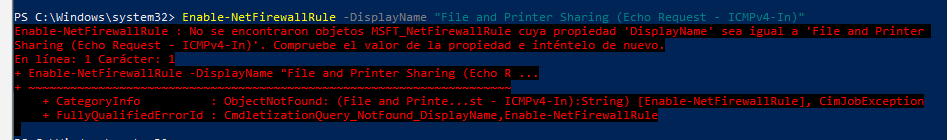 PS C:\Windows\system32> Enable-NetFirewallRule -DisplayName "File and Printer Sharing (Echo Request - ICMPv4-In)"
Enable-NetFirewallRule : No se encontraron objetos MSFT_NetFirewallRule cuya propiedad 'DisplayName' sea igual a 'File and Printer
Sharing (Echo Request - ICMPv4-In)'. Compruebe el valor de la propiedad e inténtelo de nuevo.
En línea: 1 Carácter: 1
+ Enable-NetFirewallRule -DisplayName "File and Printer Sharing (Echo R ...
+ ~~~~~~~~~~~~~~~~~~~~~~~~~~~~~~~~~~~~~~~~~~~~~~~~~~~~~~~~~~~~~~~~~~~~~
+ CategoryInfo : ObjectNotFound: (File and Printe...st - ICMPv4-In):String) [Enable-NetFirewallRule], CimJobException
+ FullyQualifiedErrorId : CmdletizationQuery_NotFound_DisplayName,Enable-NetFirewallRule